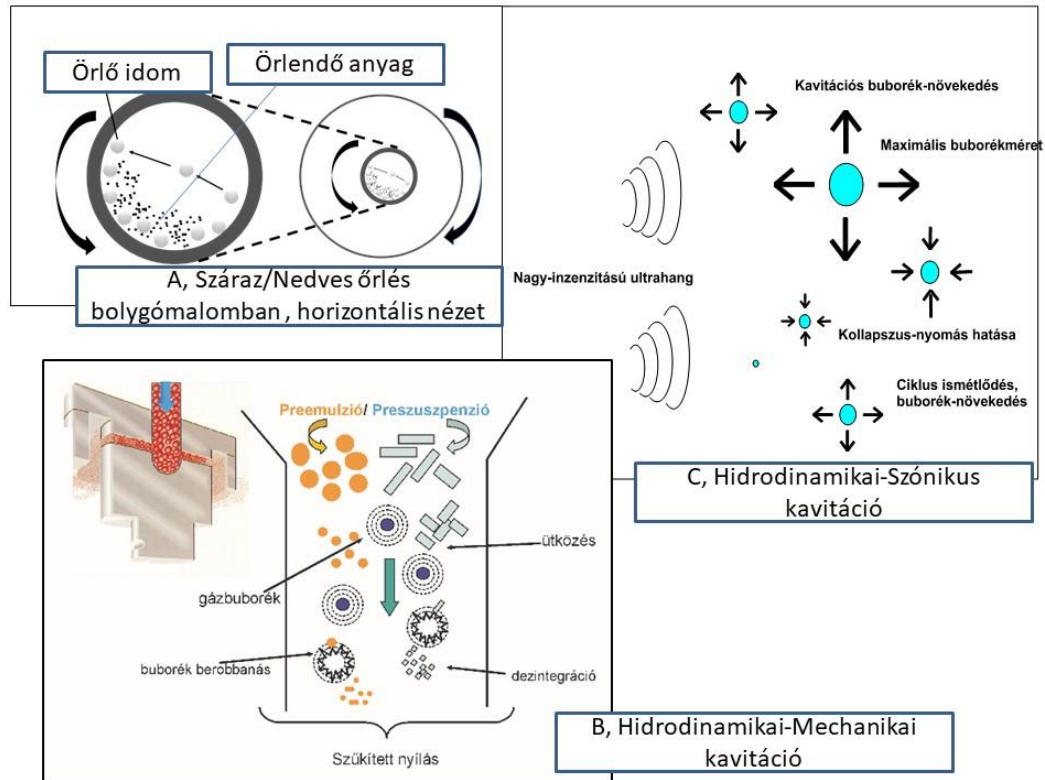 Örlő idom
Örlendő anyag
A, Száraz/Nedves őrlés
bolygómalomban , horizontális nézet
Kavitációs buborék-növekedés
Maximális buborékméret
Nagy-inzenzitású ultrahang
Kollapszus-nyomás hatása
Ciklus ismétlődés,
buborék-növekedés
C, Hidrodinamikai-Szónikus
kavitáció
Preemulzió/ Preszuszpenzió
ütközés
gázbuborék
buborék berobbanás
dezintegráció
Szűkített nyílás
B, Hidrodinamikai-Mechanikai
kavitáció